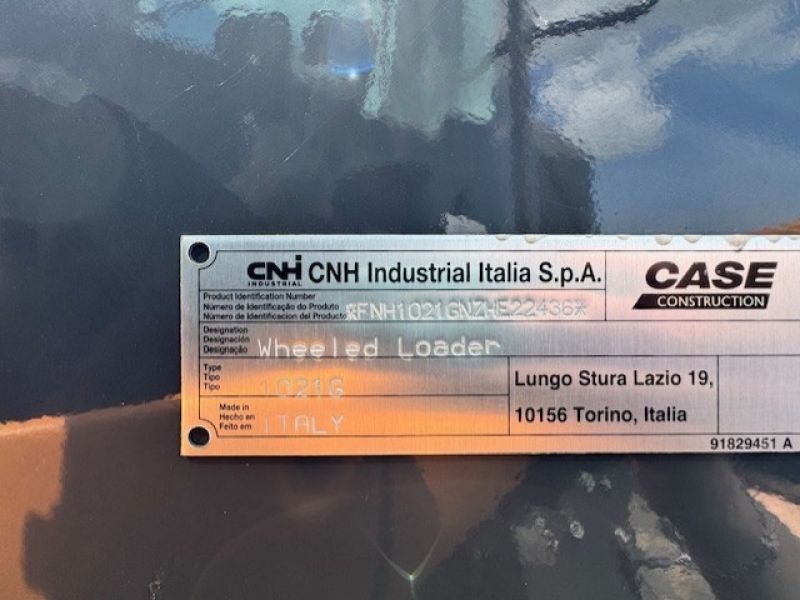 CNH INDUSTRIAL CNH Industrial Italia S.p.A.
CASE
CONSTRUCTION
Product Identification Number
Número de Identificação do Produto
Número de Identificacion del Producto
*FNH1021GNZHE22436*
Designation
Designación
Designação
Wheeled Loader
Type
Tipo
Tipo
1021G
Lungo Stura Lazio 19,
10156 Torino, Italia
Made in
Hecho en
Feito em
ITALY
91829451 A